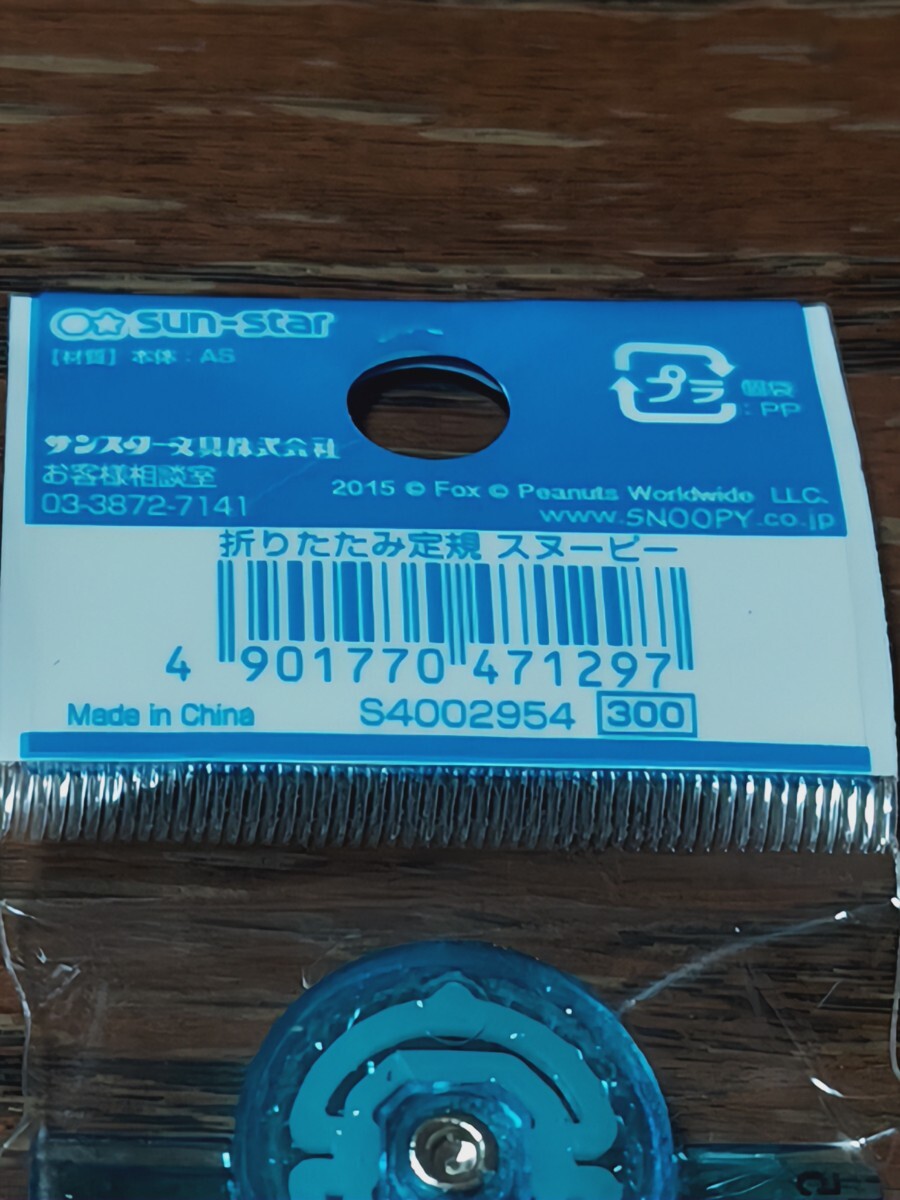 sun-star
【材質】本体：AS
プラ
個袋
：PP
サンスター文具株式会社
お客様相談室
03-3872-7141
2015 © Fox © Peanuts Worldwide LLC.
www.SNOOPY.co.jp
折りたたみ定規 スヌーピー
4 901770 471297
Made in China S4002954 300